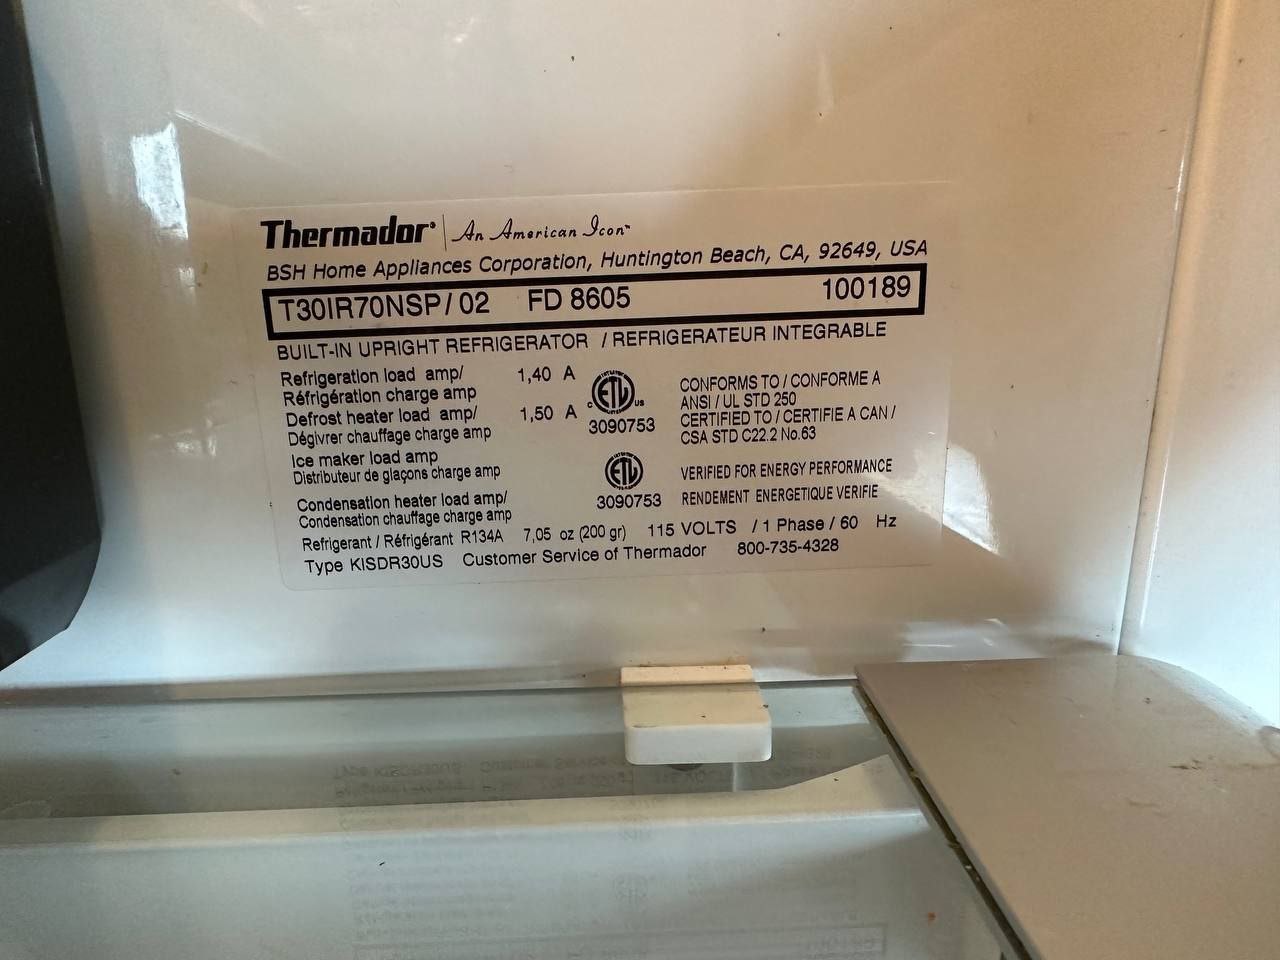 Thermador® An American Icon™
BSH Home Appliances Corporation, Huntington Beach, CA, 92649, USA
T30IR70NSP/ 02 FD 8605 100189
BUILT-IN UPRIGHT REFRIGERATOR / REFRIGERATEUR INTEGRABLE
Refrigeration load amp/ 1,40 A
Réfrigération charge amp
Defrost heater load amp/ 1,50 A
Dégivrer chauffage charge amp
Ice maker load amp
Distributeur de glaçons charge amp
Condensation heater load amp/
Condensation chauffage charge amp
C ETL US
3090753
CONFORMS TO / CONFORME A
ANSI / UL STD 250
CERTIFIED TO / CERTIFIE A CAN /
CSA STD C22.2 No.63
ETL
3090753
VERIFIED FOR ENERGY PERFORMANCE
RENDEMENT ENERGETIQUE VERIFIE
Refrigerant / Réfrigérant R134A 7,05 oz (200 gr) 115 VOLTS / 1 Phase / 60 Hz
Type KISDR30US Customer Service of Thermador 800-735-4328